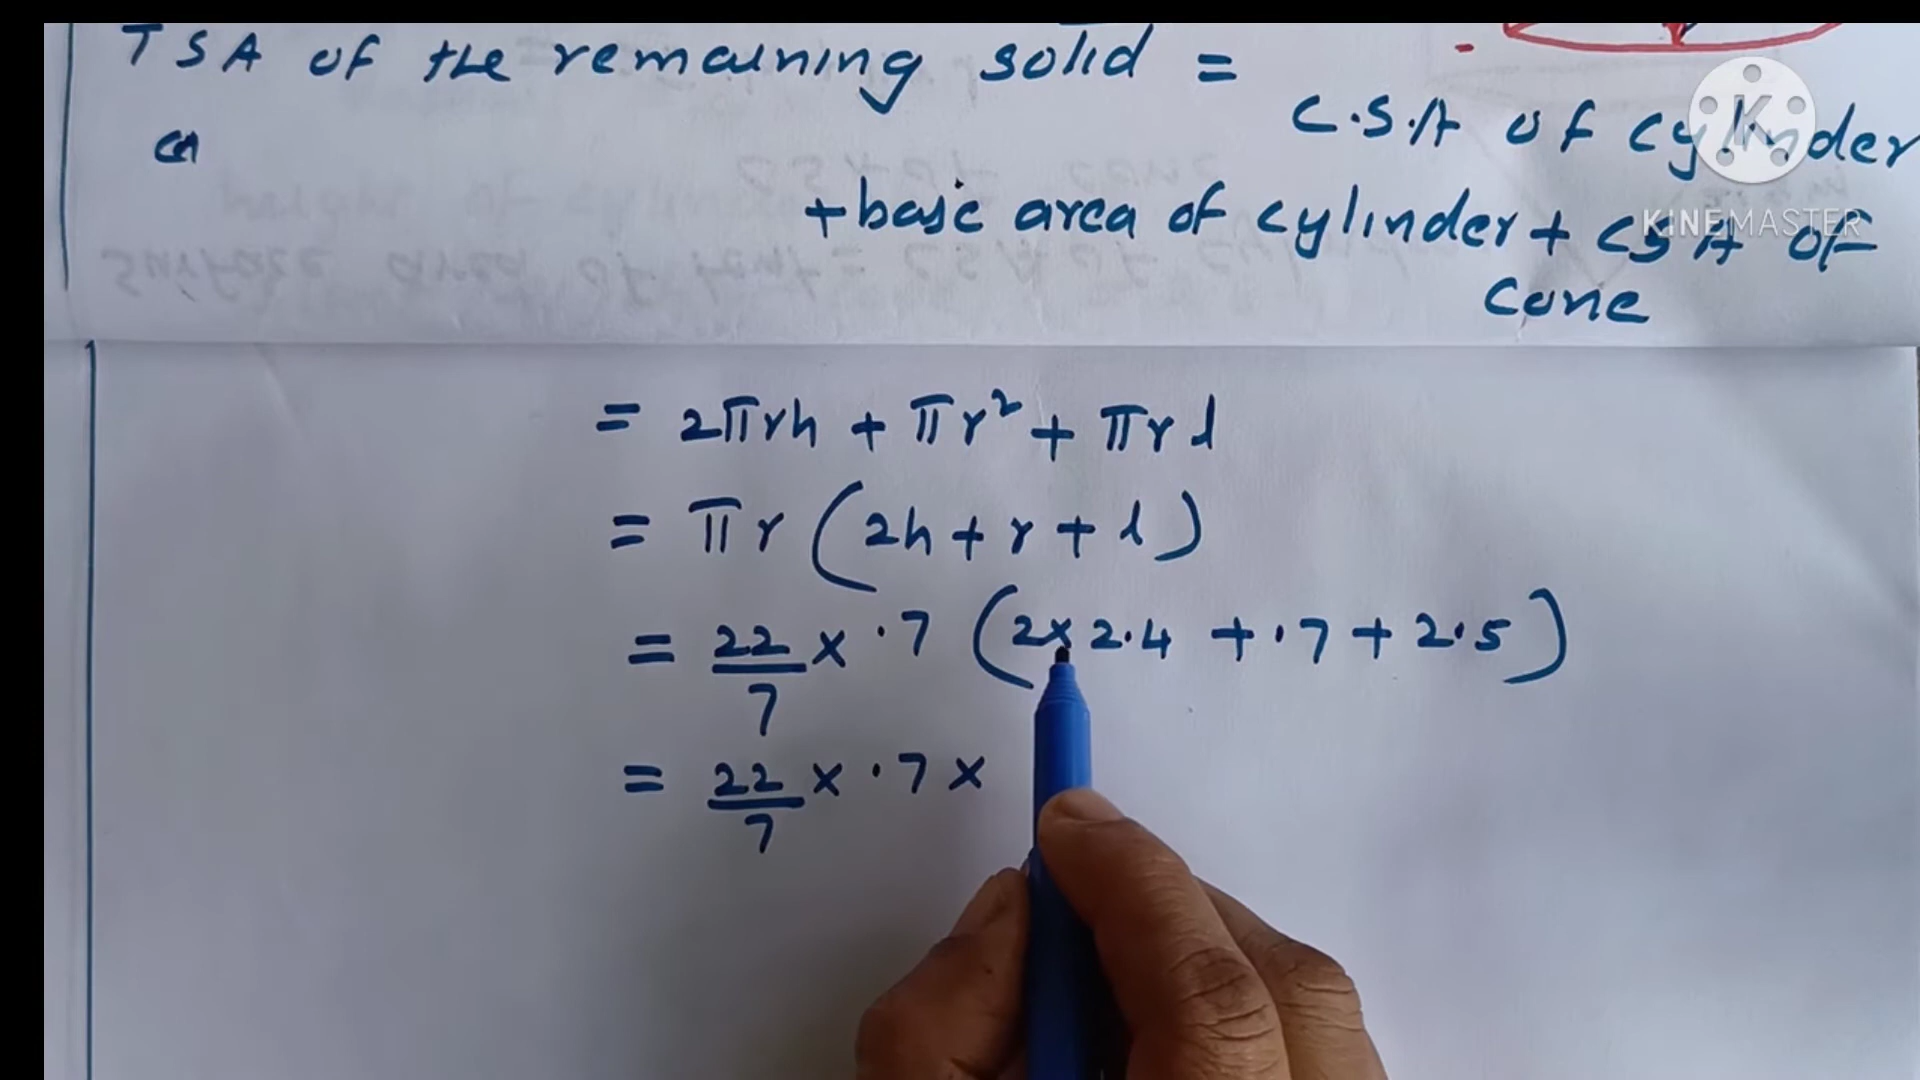 TSA of the remaining solid =
C.S.A of cylinder
+ base area of cylinder + CSA of
cone
= 2πrh + πr² + πrl
= πr (2h + r + l)
= 22/7 × .7 (2×2.4 + .7 + 2.5)
= 22/7 × .7 ×
K
KINEMASTER